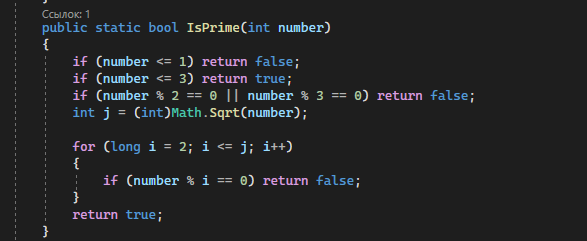 Ссылок: 1
public static bool IsPrime(int number)
{
if (number <= 1) return false;
if (number <= 3) return true;
if (number % 2 == 0 || number % 3 == 0) return false;
int j = (int)Math.Sqrt(number);
for (long i = 2; i <= j; i++)
{
if (number % i == 0) return false;
}
return true;
}